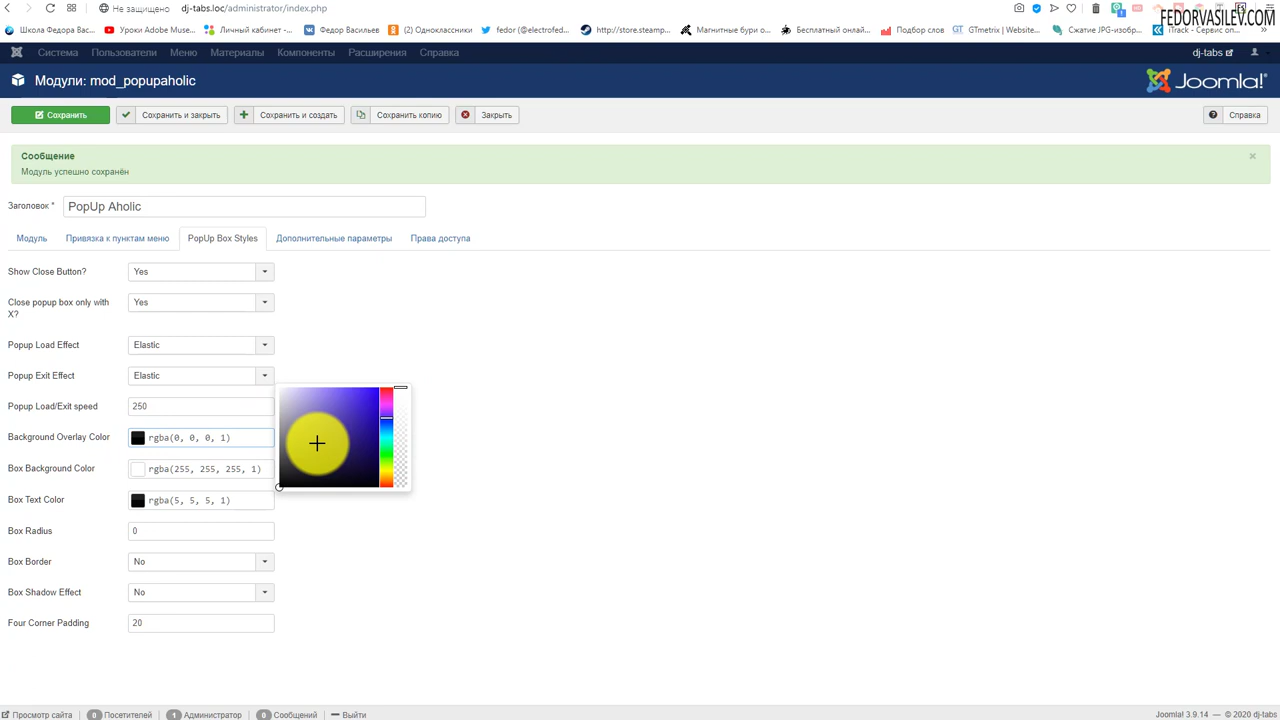 Не защищено dj-tabs.loc/administrator/index.php
FEDORVASILEV.COM
Школа Федора Вас... Уроки Adobe Muse... Личный кабинет -... Федор Васильев (2) Одноклассники fedor (@electrofed... http://store.steamp... Магнитные бури о... Бесплатный онлай... Подбор слов GTmetrix | Website... Сжатие JPG-изобр... iTrack - Сервис оп...
Система Пользователи Меню Материалы Компоненты Расширения Справка dj-tabs
Модули: mod_popupaholic Joomla!®
Сохранить Сохранить и закрыть Сохранить и создать Сохранить копию Закрыть Справка
Сообщение
Модуль успешно сохранён
Заголовок * PopUp Aholic
Модуль Привязка к пунктам меню PopUp Box Styles Дополнительные параметры Права доступа
Show Close Button? Yes
Close popup box only with X? Yes
Popup Load Effect Elastic
Popup Exit Effect Elastic
Popup Load/Exit speed 250
Background Overlay Color rgba(0, 0, 0, 1)
Box Background Color rgba(255, 255, 255, 1)
Box Text Color rgba(5, 5, 5, 1)
Box Radius 0
Box Border No
Box Shadow Effect No
Four Corner Padding 20
Просмотр сайта 0 Посетителей 1 Администратор 0 Сообщений Выйти Joomla! 3.9.14 — © 2020 dj-tabs